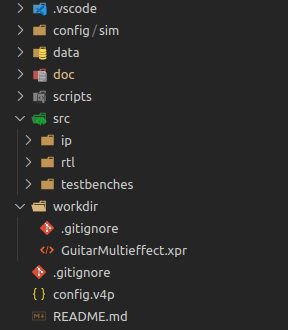 .vscode
config/sim
data
doc
scripts
src
ip
rtl
testbenches
workdir
.gitignore
GuitarMultieffect.xpr
.gitignore
config.v4p
README.md